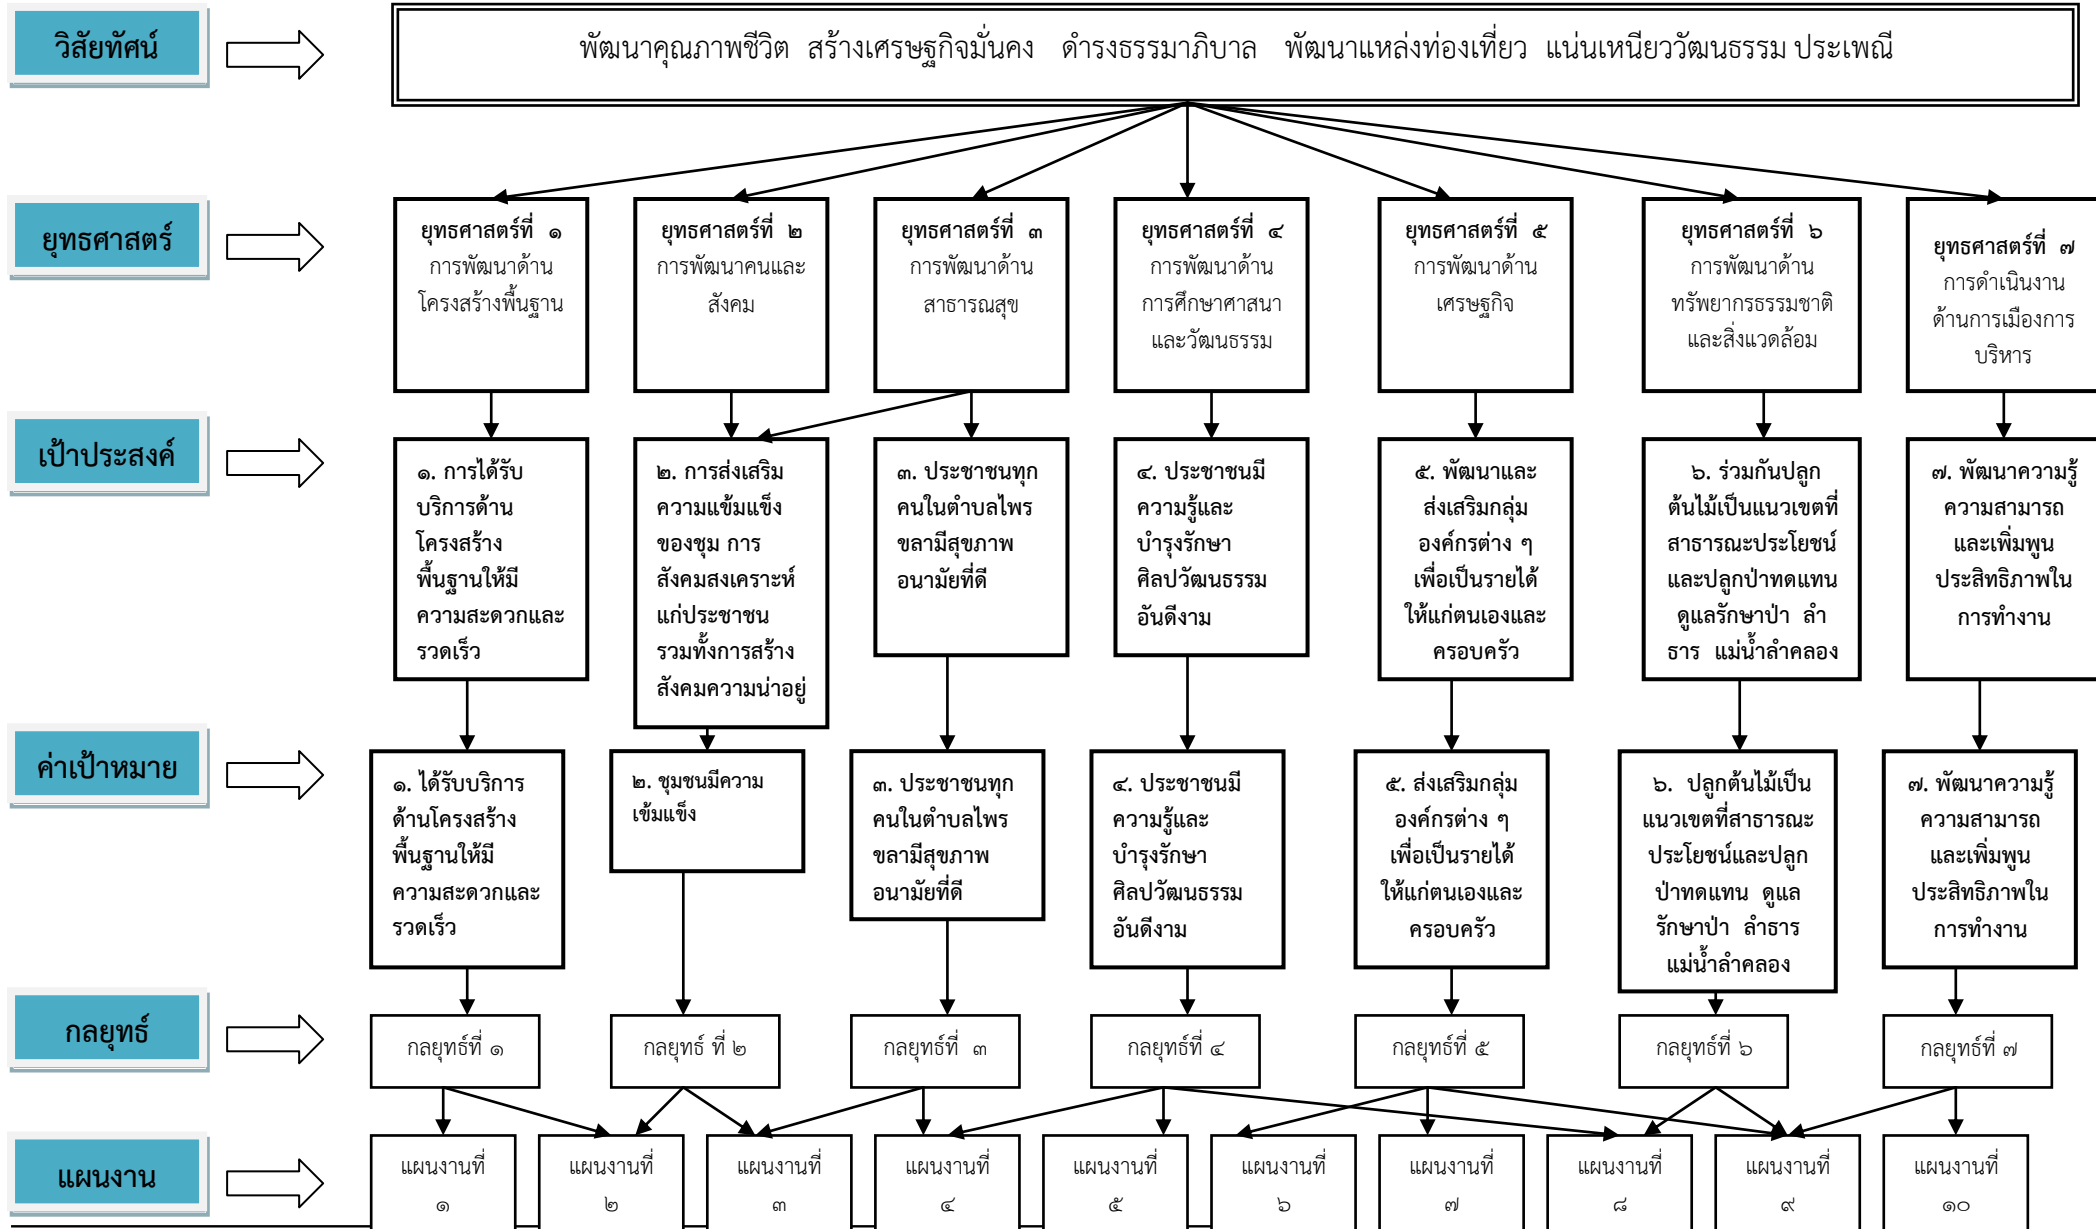 วิสัยทัศน์
พัฒนาคุณภาพชีวิต สร้างเศรษฐกิจมั่นคง ดำรงธรรมาภิบาล พัฒนาแหล่งท่องเที่ยว แน่นเหนียววัฒนธรรม ประเพณี
ยุทธศาสตร์
ยุทธศาสตร์ที่ ๑
การพัฒนาด้าน
โครงสร้างพื้นฐาน
ยุทธศาสตร์ที่ ๒
การพัฒนาคนและ
สังคม
ยุทธศาสตร์ที่ ๓
การพัฒนาด้าน
สาธารณสุข
ยุทธศาสตร์ที่ ๔
การพัฒนาด้าน
การศึกษาศาสนา
และวัฒนธรรม
ยุทธศาสตร์ที่ ๕
การพัฒนาด้าน
เศรษฐกิจ
ยุทธศาสตร์ที่ ๖
การพัฒนาด้าน
ทรัพยากรธรรมชาติ
และสิ่งแวดล้อม
ยุทธศาสตร์ที่ ๗
การดำเนินงาน
ด้านการเมืองการ
บริหาร
เป้าประสงค์
๑. การได้รับ
บริการด้าน
โครงสร้าง
พื้นฐานให้มี
ความสะดวกและ
รวดเร็ว
๒. การส่งเสริม
ความแข้มแข็ง
ของชุม การ
สังคมสงเคราะห์
แก่ประชาชน
รวมทั้งการสร้าง
สังคมความน่าอยู่
๓. ประชาชนทุก
คนในตำบลไพร
ขลามีสุขภาพ
อนามัยที่ดี
๔. ประชาชนมี
ความรู้และ
บำรุงรักษา
ศิลปวัฒนธรรม
อันดีงาม
๕. พัฒนาและ
ส่งเสริมกลุ่ม
องค์กรต่าง ๆ
เพื่อเป็นรายได้
ให้แก่ตนเองและ
ครอบครัว
๖. ร่วมกันปลูก
ต้นไม้เป็นแนวเขตที่
สาธารณะประโยชน์
และปลูกป่าทดแทน
ดูแลรักษาป่า ลำ
ธาร แม่น้ำลำคลอง
๗. พัฒนาความรู้
ความสามารถ
และเพิ่มพูน
ประสิทธิภาพใน
การทำงาน
ค่าเป้าหมาย
๑. ได้รับบริการ
ด้านโครงสร้าง
พื้นฐานให้มี
ความสะดวกและ
รวดเร็ว
๒. ชุมชนมีความ
เข้มแข็ง
๓. ประชาชนทุก
คนในตำบลไพร
ขลามีสุขภาพ
อนามัยที่ดี
๔. ประชาชนมี
ความรู้และ
บำรุงรักษา
ศิลปวัฒนธรรม
อันดีงาม
๕. ส่งเสริมกลุ่ม
องค์กรต่าง ๆ
เพื่อเป็นรายได้
ให้แก่ตนเองและ
ครอบครัว
๖. ปลูกต้นไม้เป็น
แนวเขตที่สาธารณะ
ประโยชน์และปลูก
ป่าทดแทน ดูแล
รักษาป่า ลำธาร
แม่น้ำลำคลอง
๗. พัฒนาความรู้
ความสามารถ
และเพิ่มพูน
ประสิทธิภาพใน
การทำงาน
กลยุทธ์
กลยุทธ์ที่ ๑
กลยุทธ์ ที่ ๒
กลยุทธ์ที่ ๓
กลยุทธ์ที่ ๔
กลยุทธ์ที่ ๕
กลยุทธ์ที่ ๖
กลยุทธ์ที่ ๗
แผนงาน
แผนงานที่
๑
แผนงานที่
๒
แผนงานที่
๓
แผนงานที่
๔
แผนงานที่
๕
แผนงานที่
๖
แผนงานที่
๗
แผนงานที่
๘
แผนงานที่
๙
แผนงานที่
๑๐